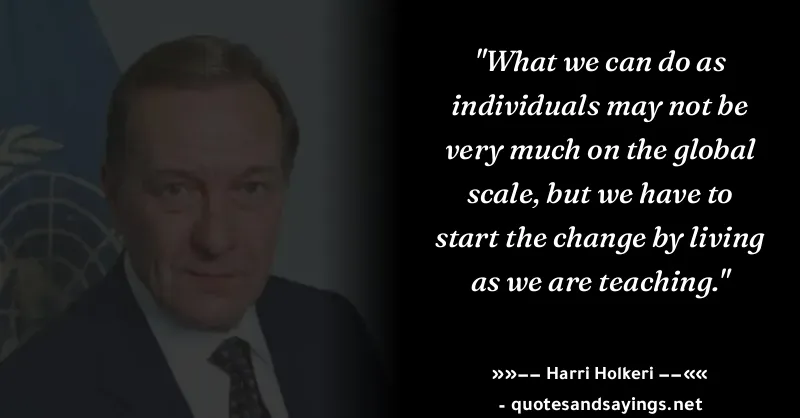 "What we can do as
individuals may not be
very much on the global
scale, but we have to
start the change by living
as we are teaching."
»»−− Harri Holkeri −−««
- quotesandsayings.net